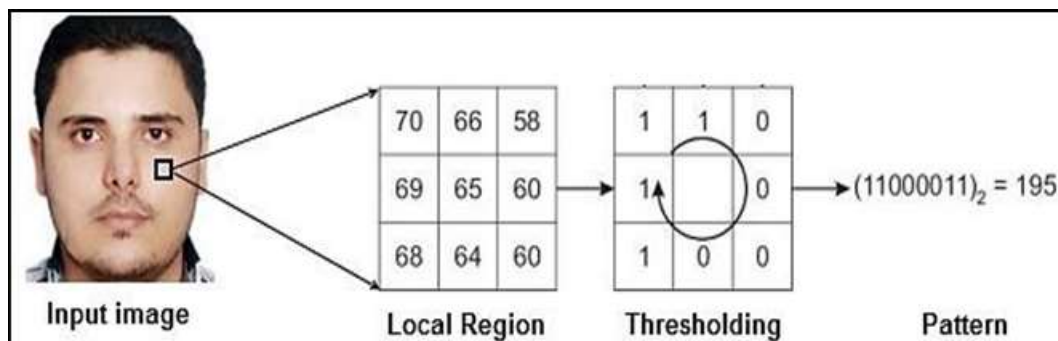 70 66 58
69 65 60
68 64 60
1 1 0
1 0
1 0 0
(11000011)₂ = 195
Input image
Local Region
Thresholding
Pattern